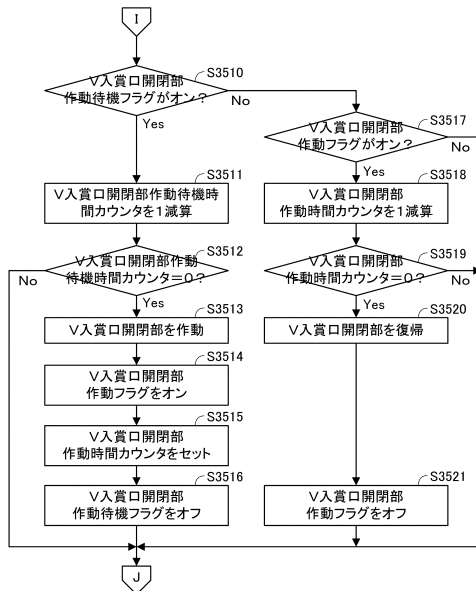 I
S3510
V入賞口開閉部
作動待機フラグがオン?
No
Yes
S3517
V入賞口開閉部
作動フラグがオン?
No
Yes
S3511
V入賞口開閉部作動待機時
間カウンタを1減算
S3518
V入賞口開閉部
作動時間カウンタを1減算
S3512
V入賞口開閉部作動
待機時間カウンター=0?
No
Yes
S3519
V入賞口開閉部
作動時間カウンター=0?
No
Yes
S3513
V入賞口開閉部を作動
S3520
V入賞口開閉部を復帰
S3514
V入賞口開閉部
作動フラグをオン
S3515
V入賞口開閉部
作動時間カウンタをセット
S3516
V入賞口開閉部
作動待機フラグをオフ
S3521
V入賞口開閉部
作動フラグをオフ
J